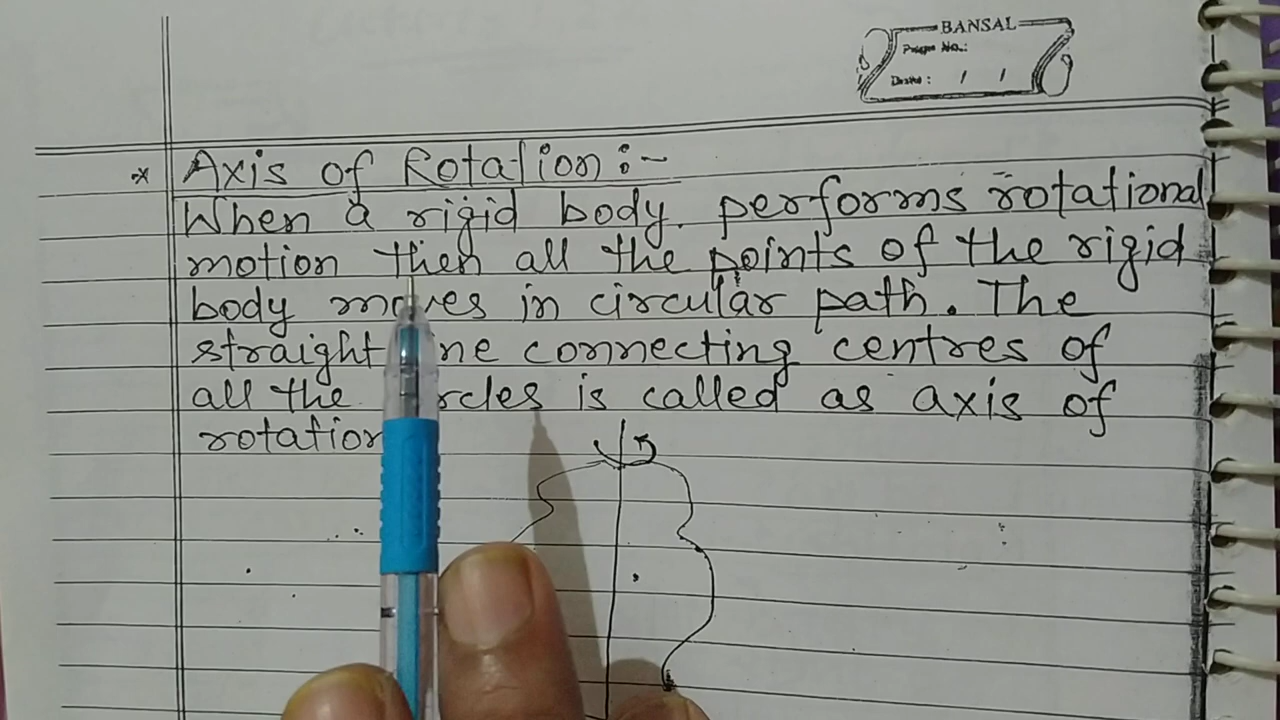 BANSAL
Page No.:
Date: / /
* Axis of Rotation :-
When a rigid body performs rotational
motion then all the points of the rigid
body moves in circular path. The
straight ne connecting centres of
all the rcles is called as axis of
rotation